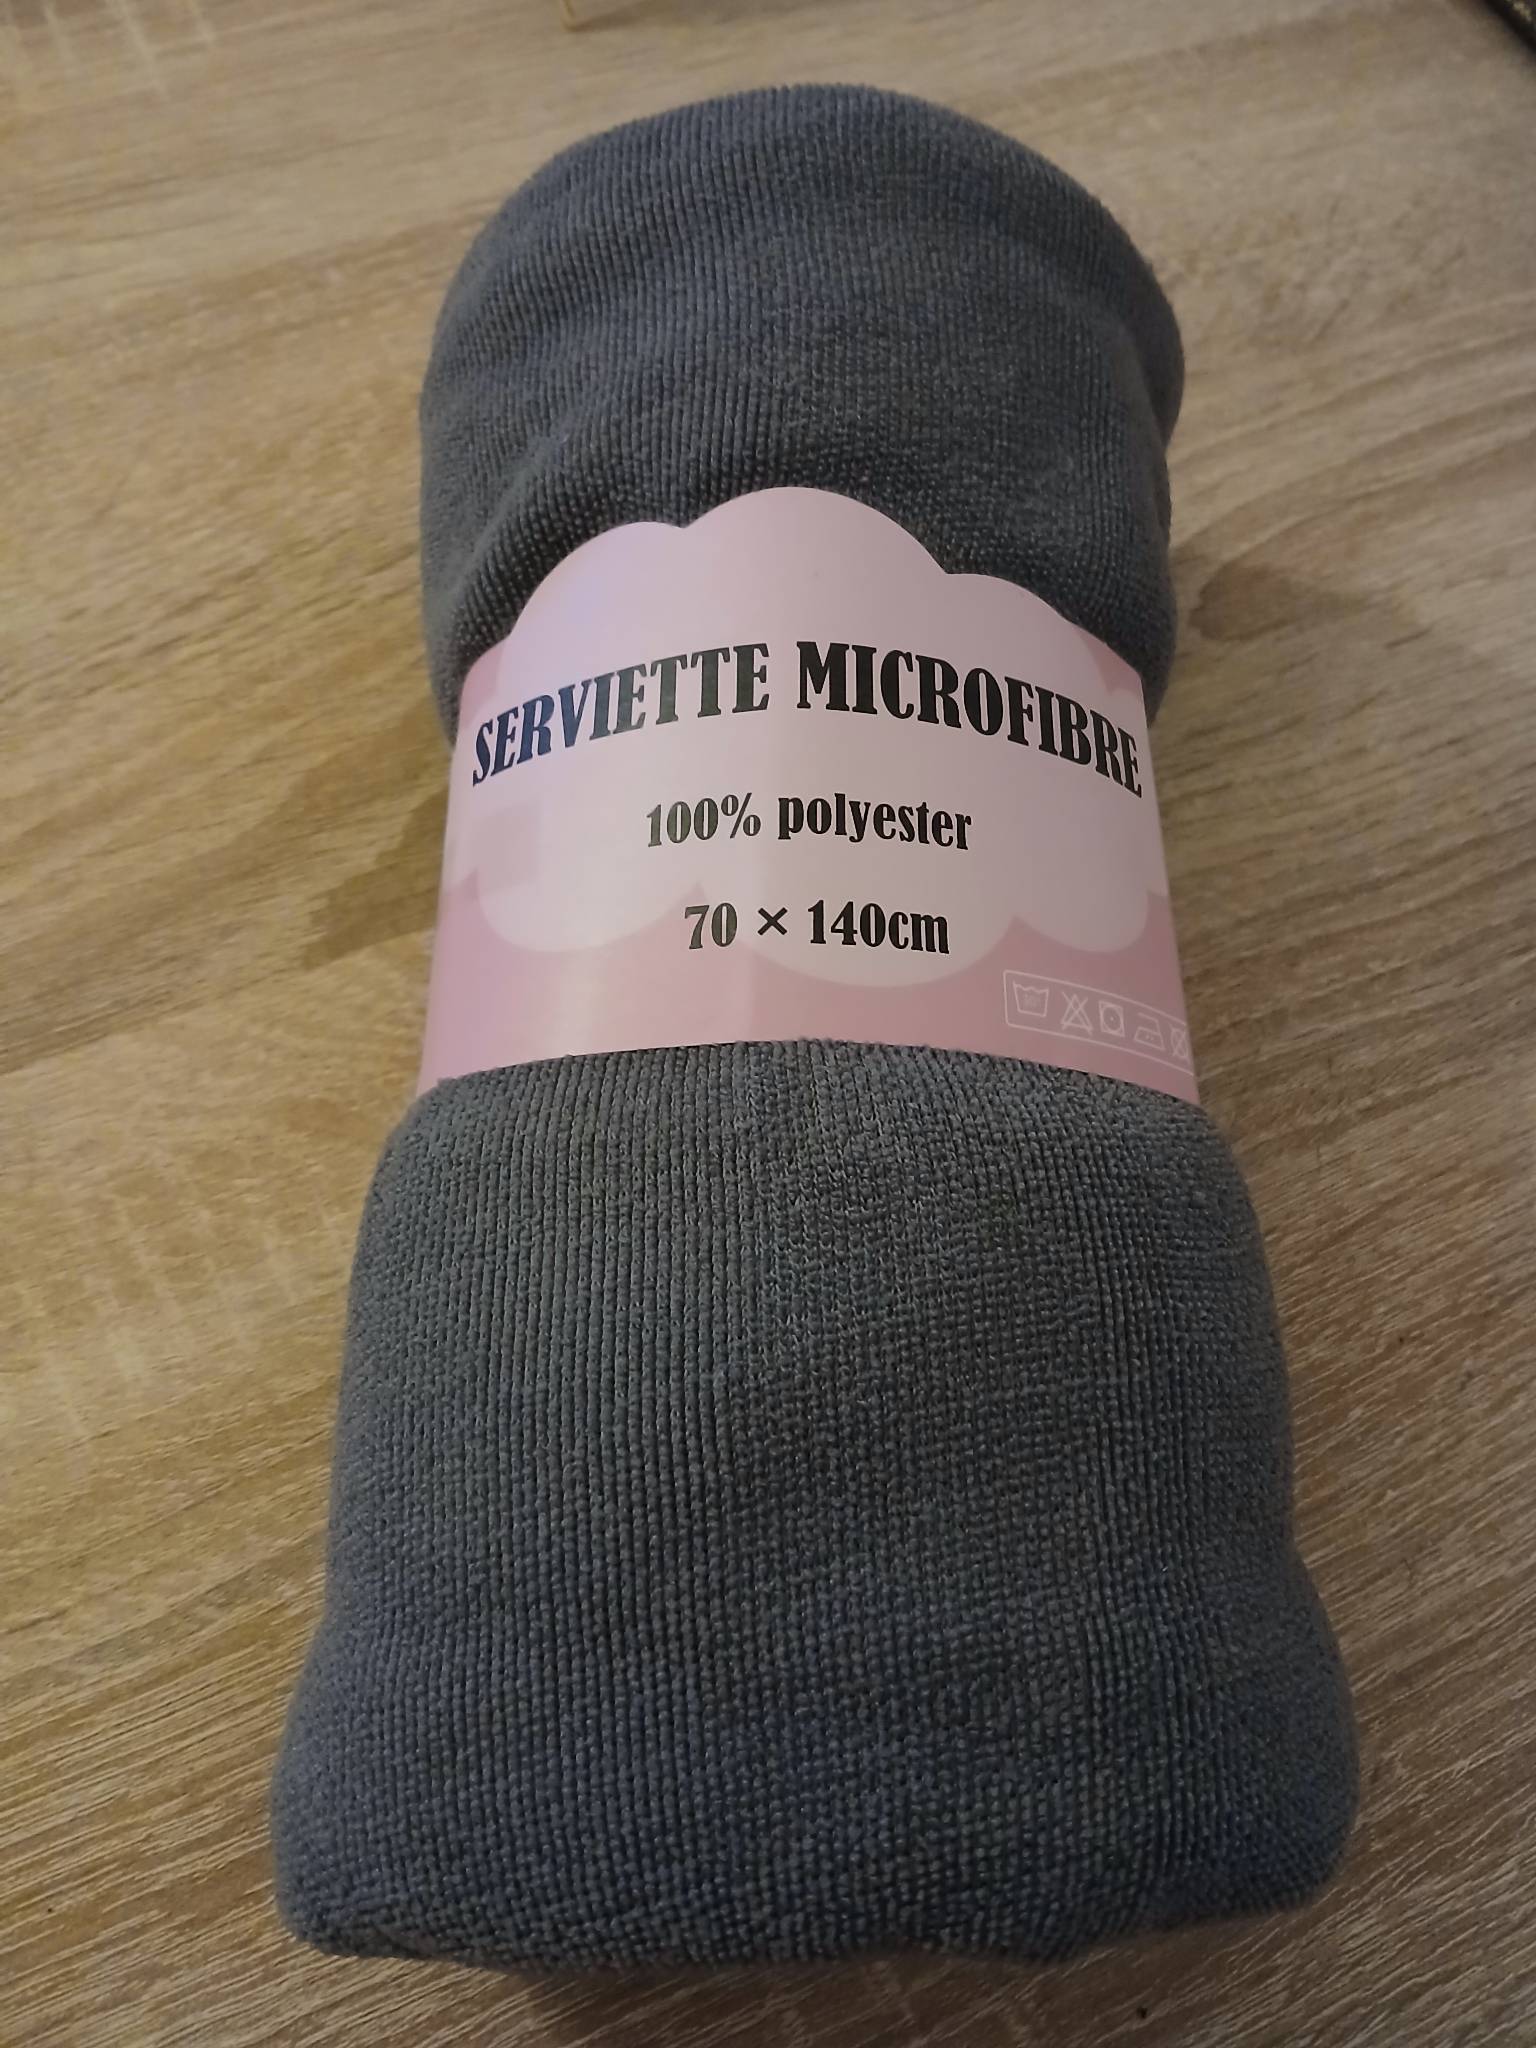 SERVIETTE MICROFIBRE
100% polyester
70 × 140cm